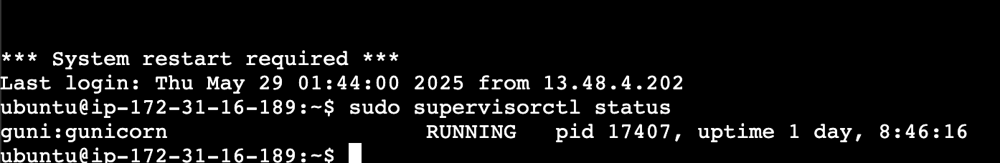 *** System restart required ***
Last login: Thu May 29 01:44:00 2025 from 13.48.4.202
ubuntu@ip-172-31-16-189:~$ sudo supervisorctl status
guni:gunicorn                    RUNNING   pid 17407, uptime 1 day, 8:46:16
ubuntu@ip-172-31-16-189:~$